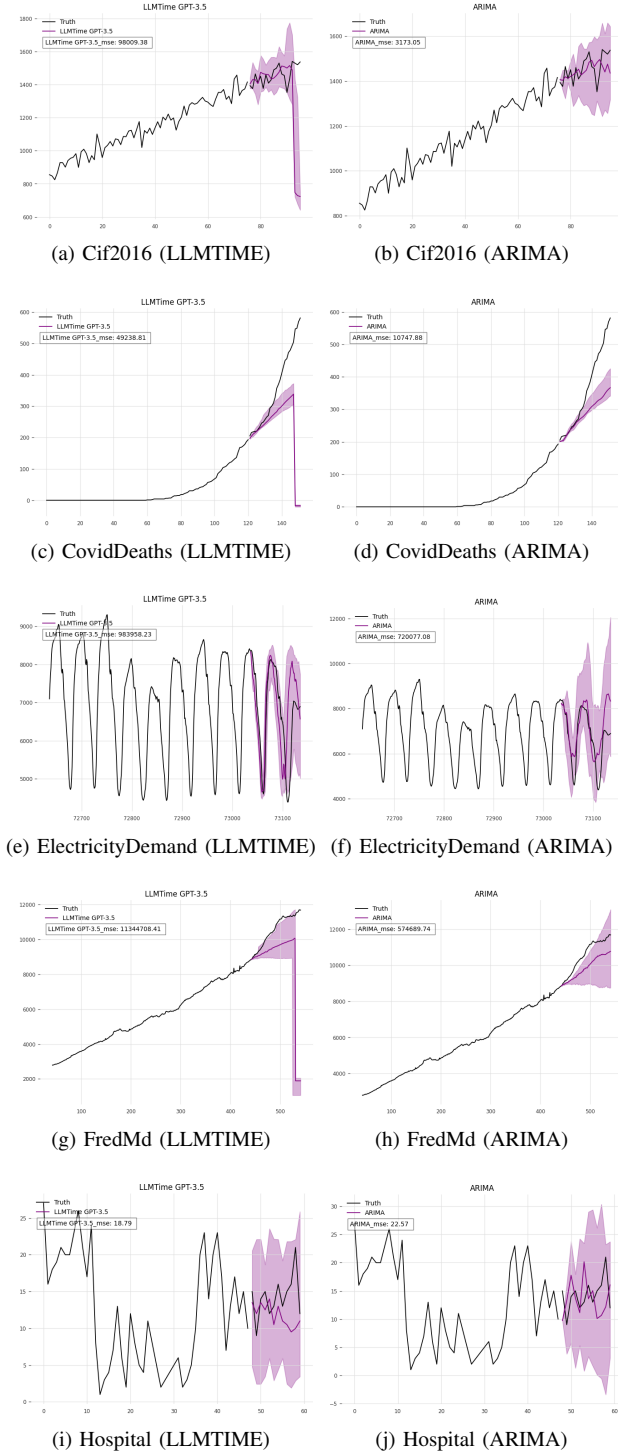 LLMTime GPT-3.5
Truth
LLMTime GPT-3.5
LLMTime GPT-3.5_mse: 98009.38
1800
1600
1400
1200
1000
800
600
0 20 40 60 80
(a) Cif2016 (LLMTIME)
ARIMA
Truth
ARIMA
ARIMA_mse: 3173.05
1600
1400
1200
1000
800
0 20 40 60 80
(b) Cif2016 (ARIMA)
LLMTime GPT-3.5
Truth
LLMTime GPT-3.5
LLMTime GPT-3.5_mse: 49238.81
600
500
400
300
200
100
0
0 20 40 60 80 100 120 140
(c) CovidDeaths (LLMTIME)
ARIMA
Truth
ARIMA
ARIMA_mse: 10747.88
600
500
400
300
200
100
0
0 20 40 60 80 100 120 140
(d) CovidDeaths (ARIMA)
LLMTime GPT-3.5
Truth
LLMTime GPT-3.5
LLMTime GPT-3.5_mse: 983958.23
9000
8000
7000
6000
5000
72700 72800 72900 73000 73100
(e) ElectricityDemand (LLMTIME)
ARIMA
Truth
ARIMA
ARIMA_mse: 720077.08
12000
10000
8000
6000
4000
72700 72800 72900 73000 73100
(f) ElectricityDemand (ARIMA)
LLMTime GPT-3.5
Truth
LLMTime GPT-3.5
LLMTime GPT-3.5_mse: 11344708.41
12000
10000
8000
6000
4000
2000
100 200 300 400 500
(g) FredMd (LLMTIME)
ARIMA
Truth
ARIMA
ARIMA_mse: 574689.74
12000
10000
8000
6000
4000
100 200 300 400 500
(h) FredMd (ARIMA)
LLMTime GPT-3.5
Truth
LLMTime GPT-3.5
LLMTime GPT-3.5_mse: 18.79
25
20
15
10
5
0
0 10 20 30 40 50 60
(i) Hospital (LLMTIME)
ARIMA
Truth
ARIMA
ARIMA_mse: 22.57
30
25
20
15
10
5
0
−5
0 10 20 30 40 50 60
(j) Hospital (ARIMA)